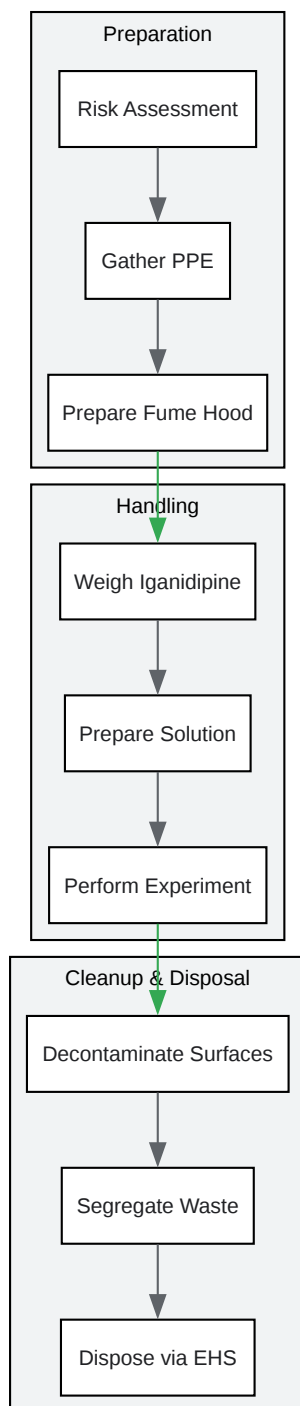 Preparation
Risk Assessment
Gather PPE
Prepare Fume Hood
Handling
Weigh Iganidipine
Prepare Solution
Perform Experiment
Cleanup & Disposal
Decontaminate Surfaces
Segregate Waste
Dispose via EHS